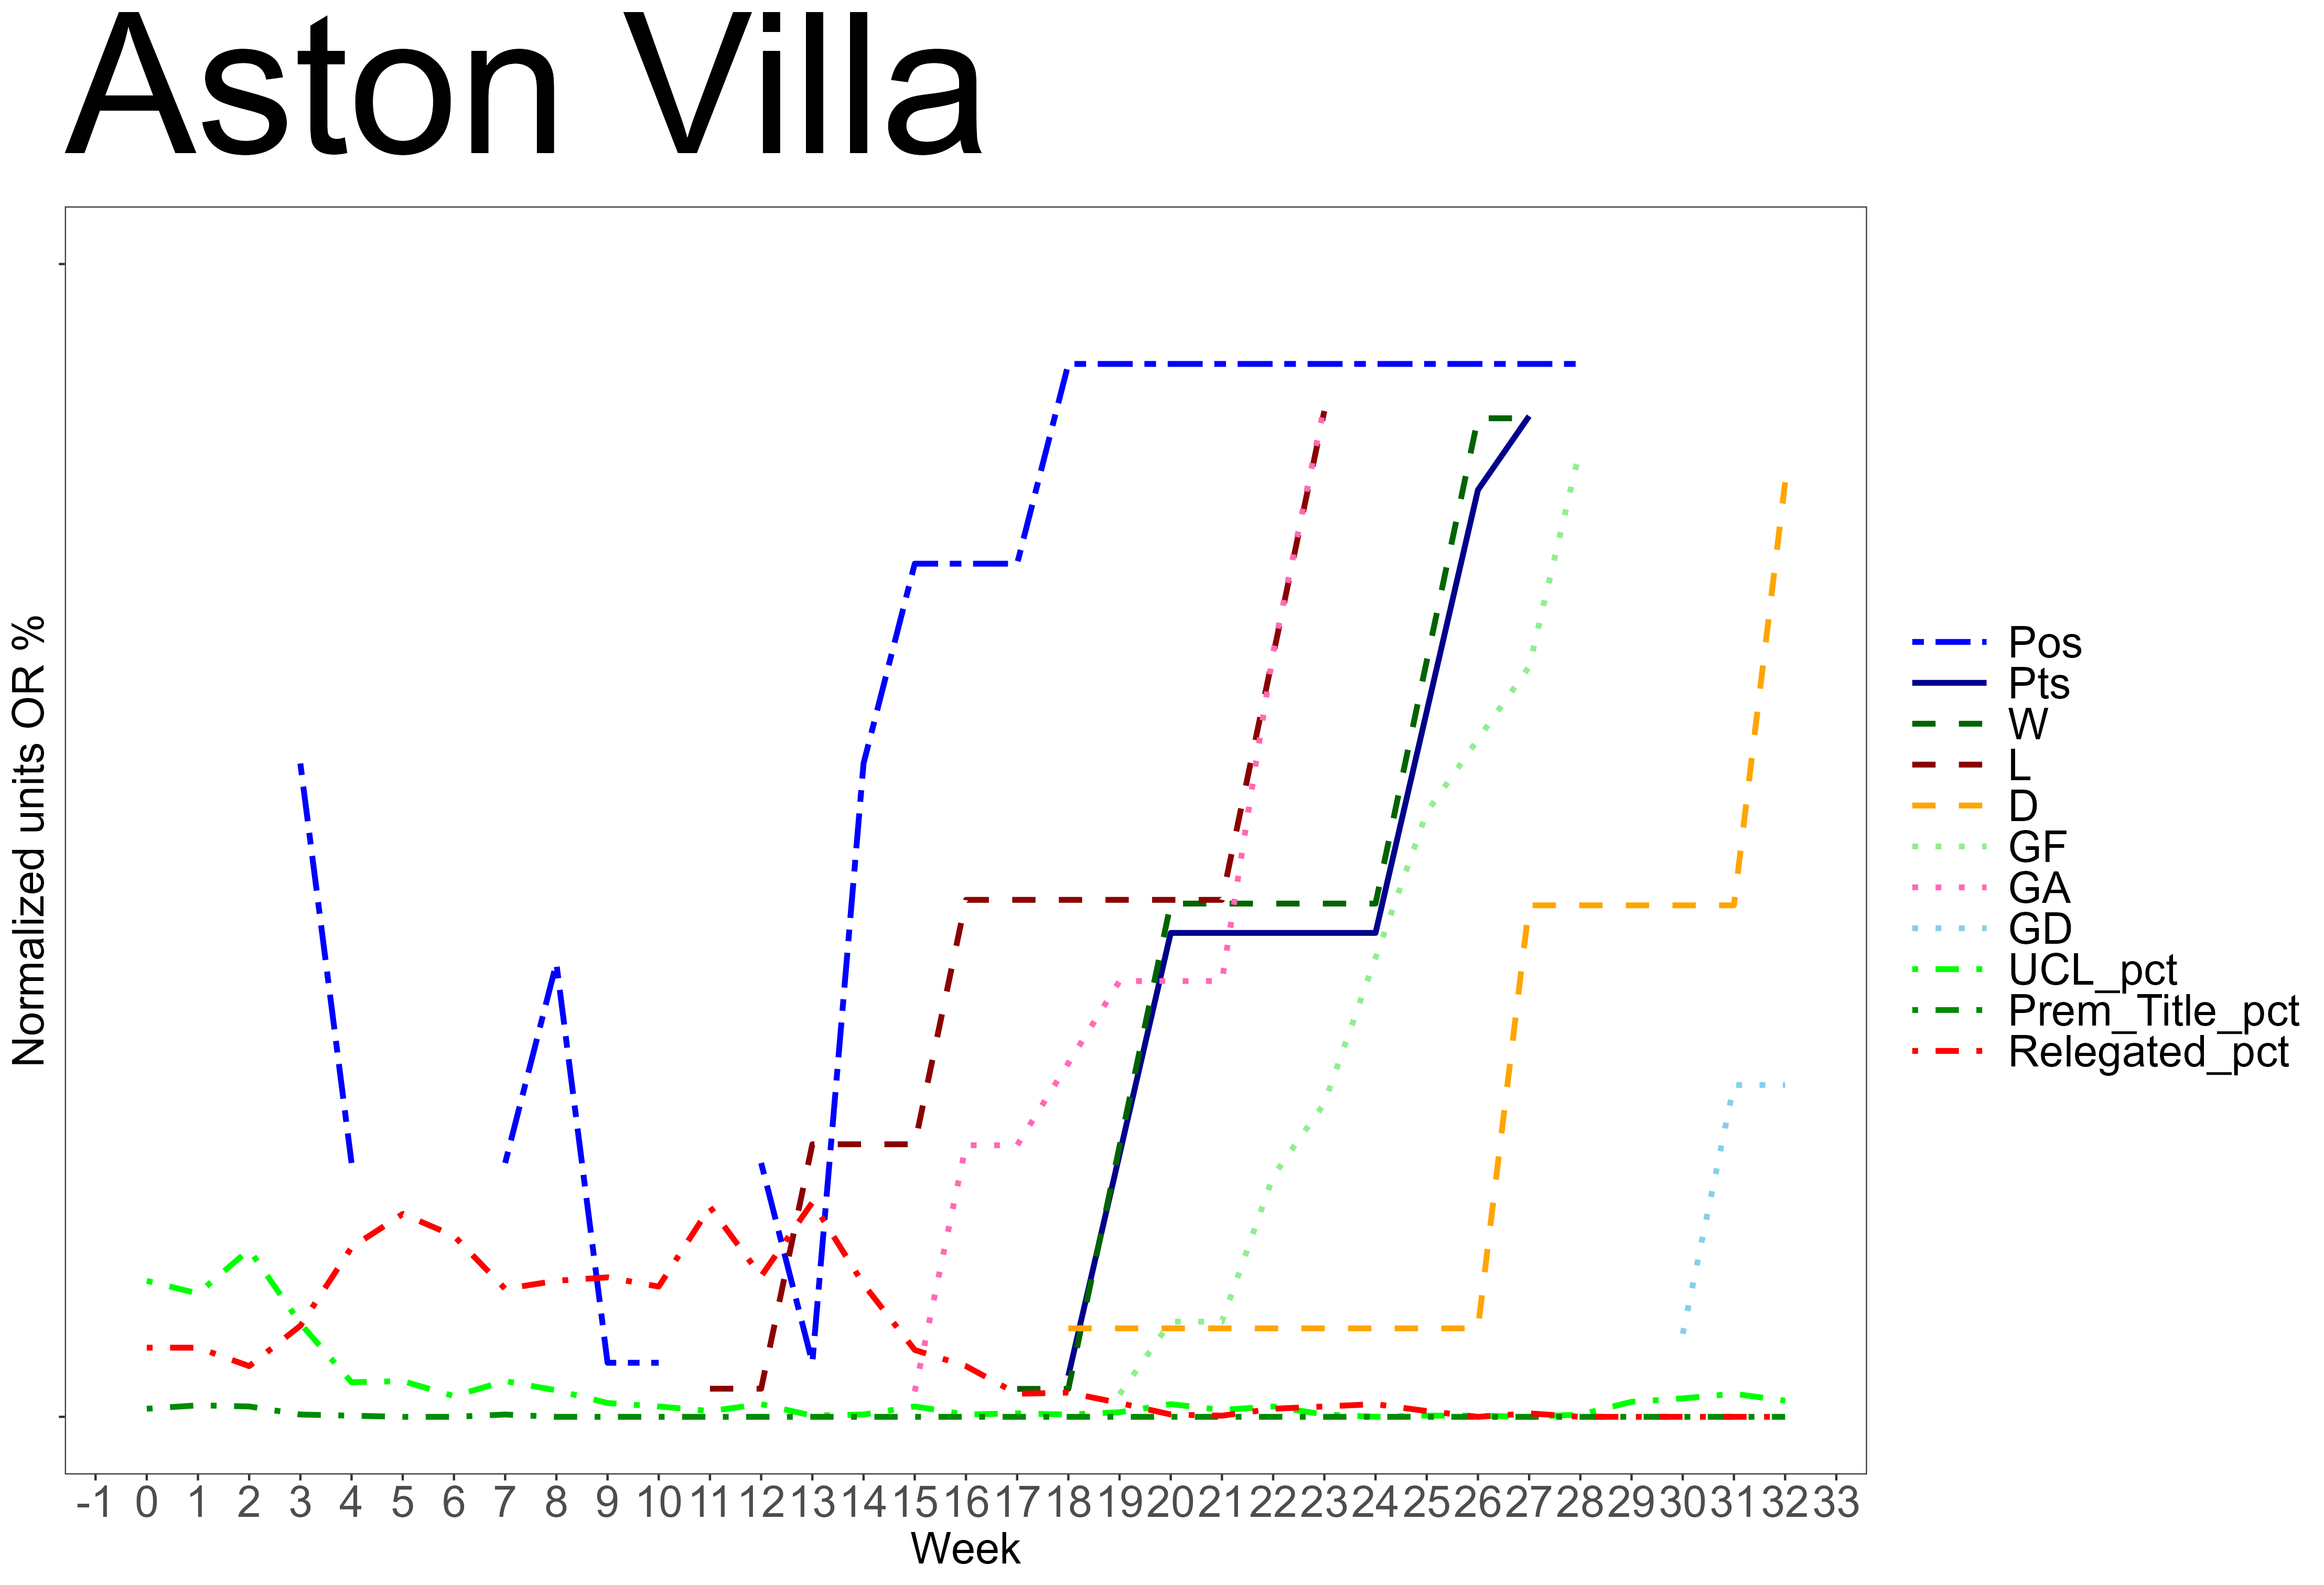 Aston Villa
Normalized units OR %
Pos
Pts
W
L
D
GF
GA
GD
UCL_pct
Prem_Title_pct
Relegated_pct
-1 0 1 2 3 4 5 6 7 8 9 10 11 12 13 14 15 16 17 18 19 20 21 22 23 24 25 26 27 28 29 30 31 32 33
Week